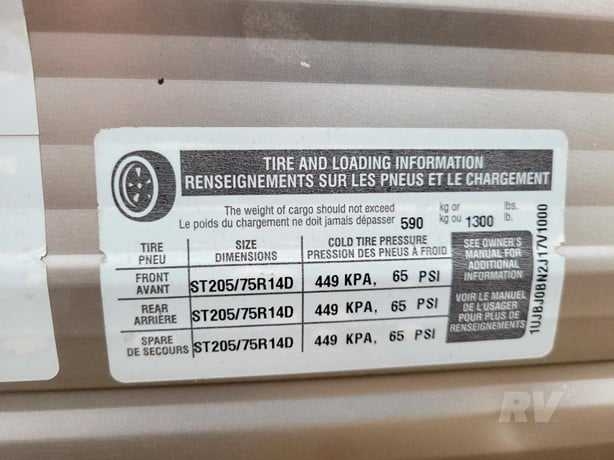 TIRE AND LOADING INFORMATION
RENSEIGNEMENTS SUR LES PNEUS ET LE CHARGEMENT
The weight of cargo should not exceed kg or lbs.
Le poids du chargement ne doit jamais dépasser 590 kg ou 1300 lb.
TIRE SIZE COLD TIRE PRESSURE
PNEU DIMENSIONS PRESSION DES PNEUS À FROID
FRONT
AVANT ST205/75R14D 449 KPA, 65 PSI
REAR
ARRIÈRE ST205/75R14D 449 KPA, 65 PSI
SPARE
DE SECOURS ST205/75R14D 449 KPA, 65 PSI
SEE OWNER'S
MANUAL FOR
ADDITIONAL
INFORMATION
VOIR LE MANUEL
DE L'USAGER
POUR PLUS DE
RENSEIGNEMENTS
1UJBJ0BN2J17V1000
RV